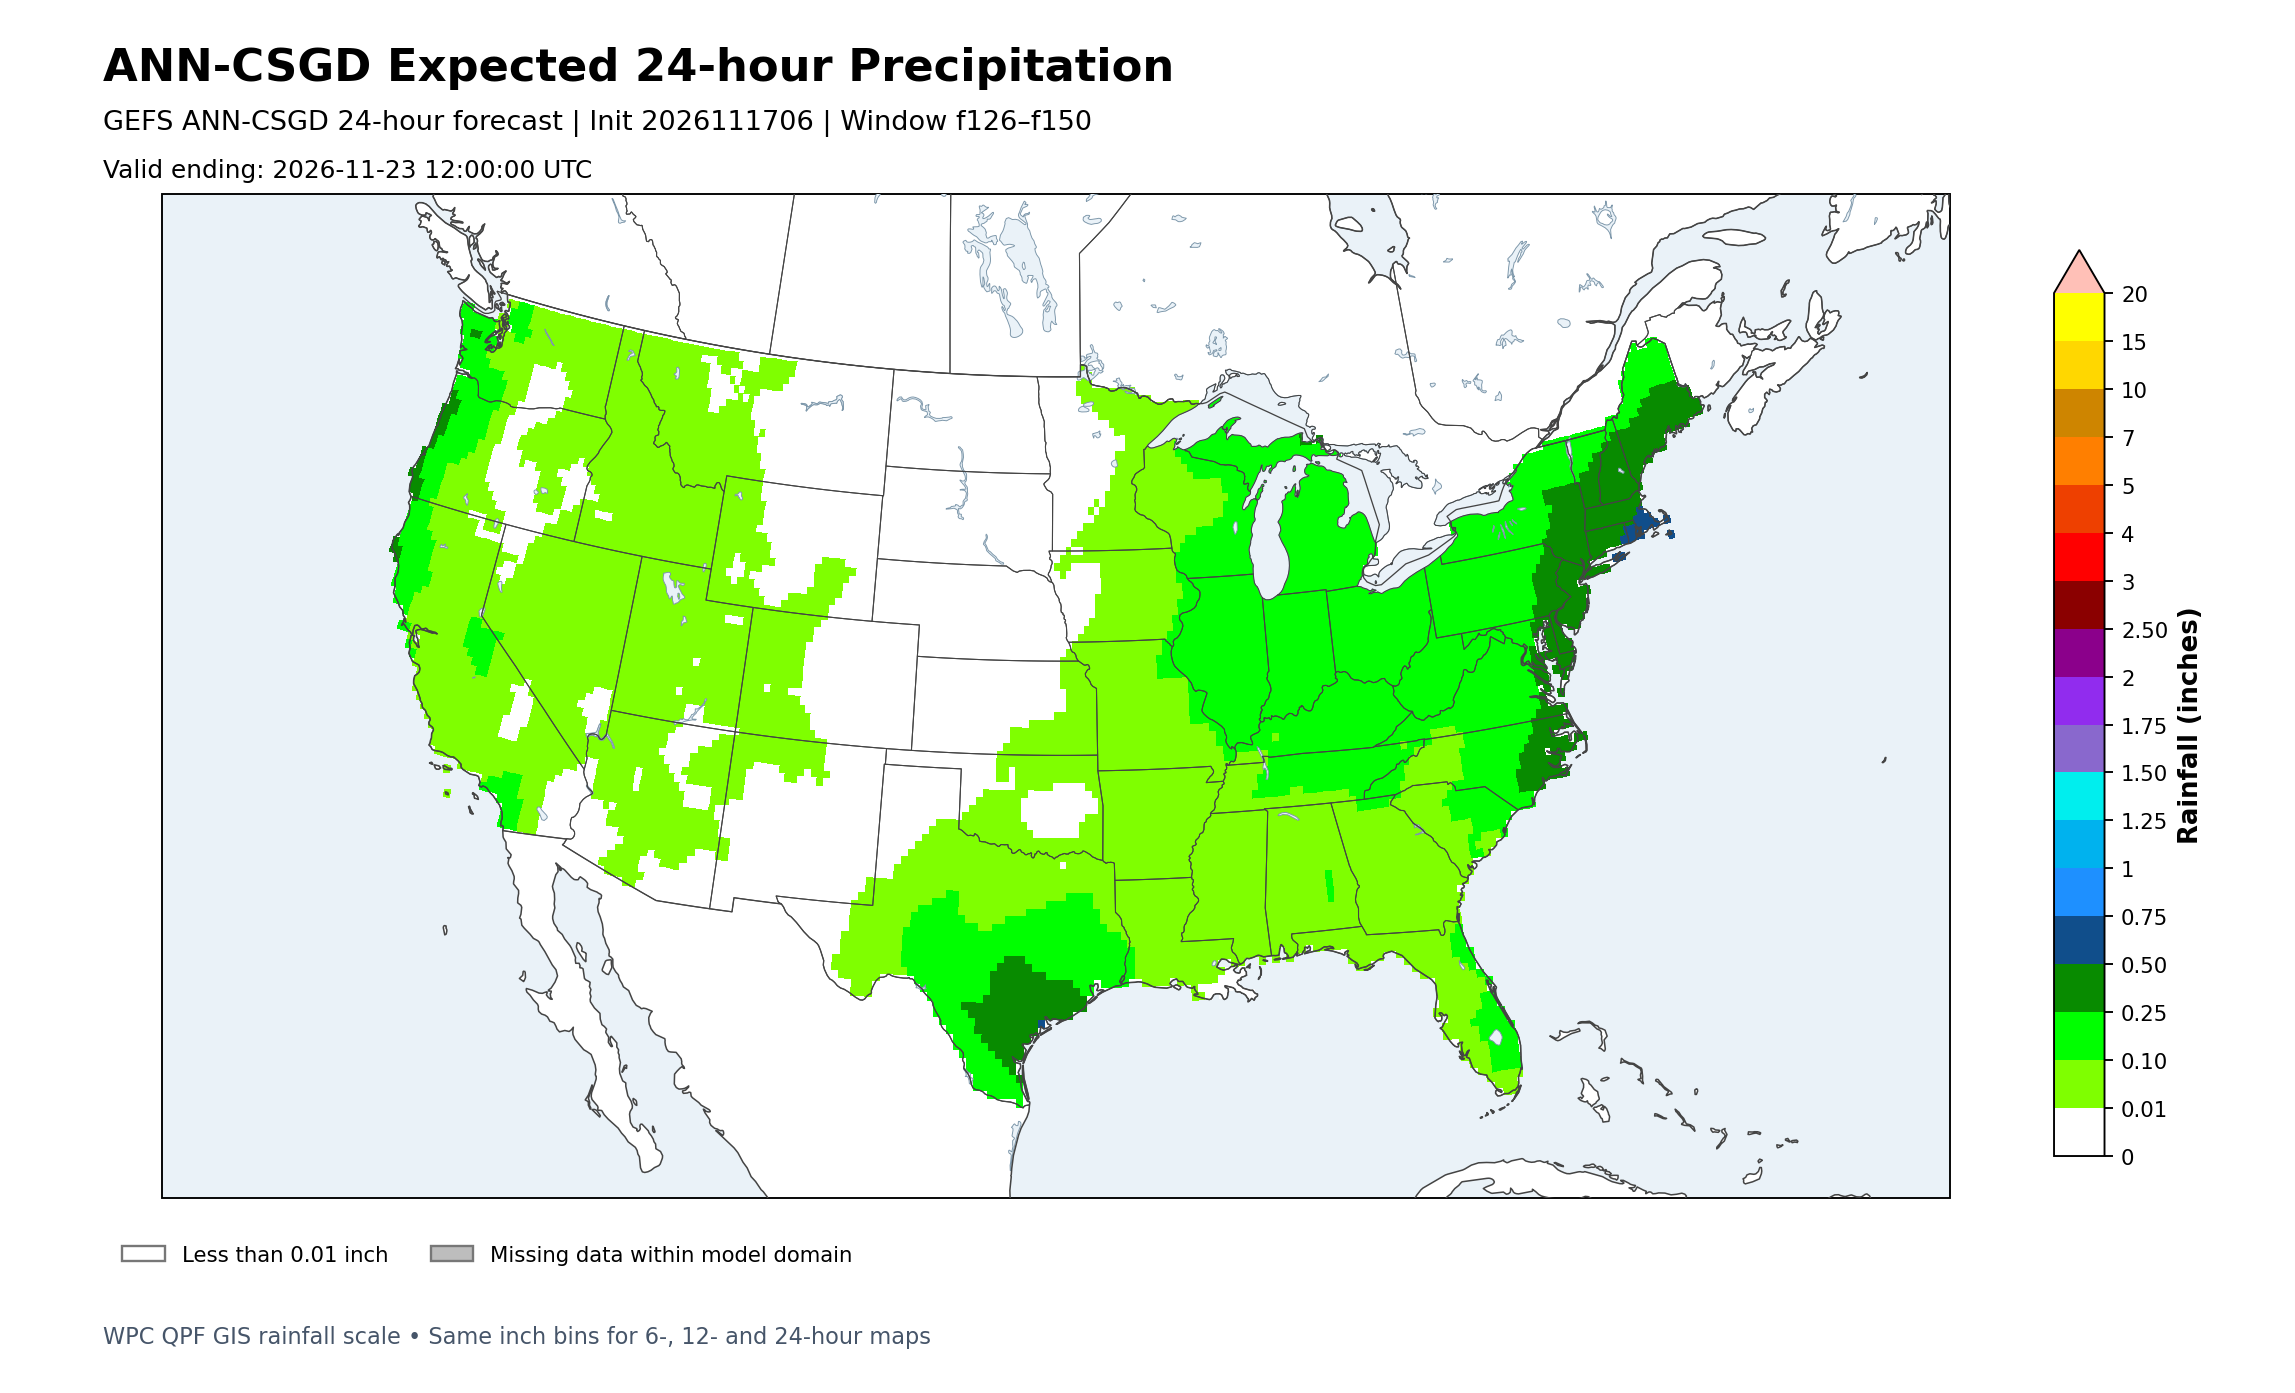 ANN-CSGD Expected 24-hour Precipitation
GEFS ANN-CSGD 24-hour forecast | Init 2026111706 | Window f126–f150
Valid ending: 2026-11-23 12:00:00 UTC
20
15
10
7
5
4
3
2.50
2
1.75
1.50
1.25
1
0.75
0.50
0.25
0.10
0.01
0
Rainfall (inches)
Less than 0.01 inch
Missing data within model domain
WPC QPF GIS rainfall scale • Same inch bins for 6-, 12- and 24-hour maps